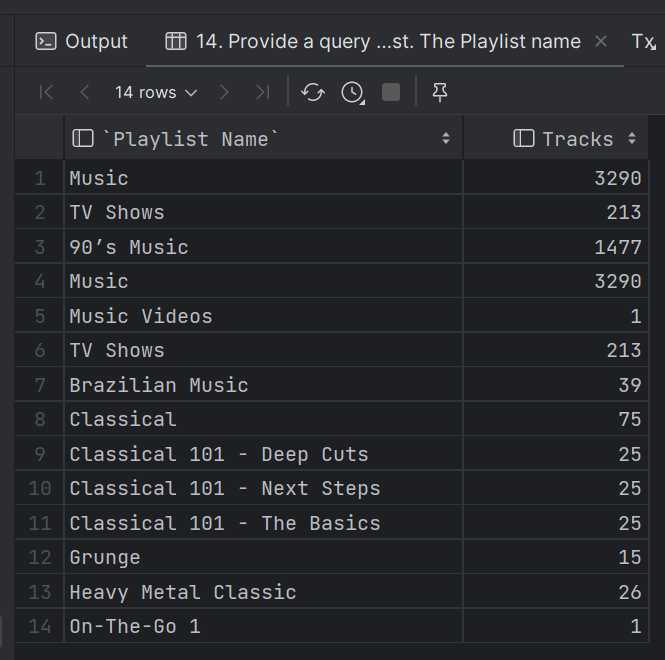 Output 14. Provide a query ...st. The Playlist name Tx
14 rows
`Playlist Name` Tracks
1 Music 3290
2 TV Shows 213
3 90’s Music 1477
4 Music 3290
5 Music Videos 1
6 TV Shows 213
7 Brazilian Music 39
8 Classical 75
9 Classical 101 - Deep Cuts 25
10 Classical 101 - Next Steps 25
11 Classical 101 - The Basics 25
12 Grunge 15
13 Heavy Metal Classic 26
14 On-The-Go 1 1